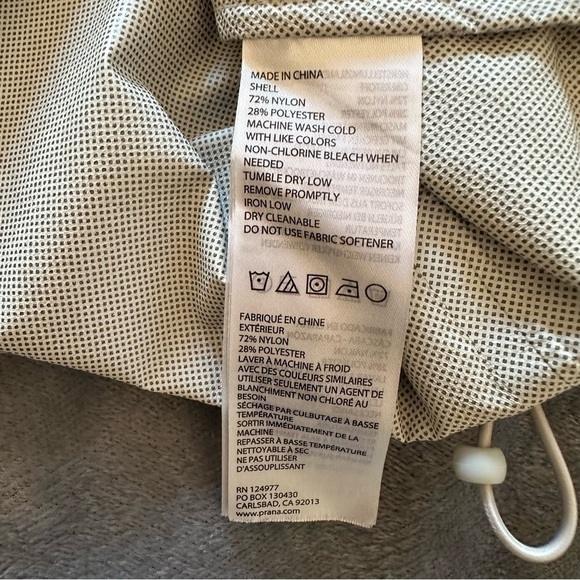 MADE IN CHINA
SHELL
72% NYLON
28% POLYESTER
MACHINE WASH COLD
WITH LIKE COLORS
NON-CHLORINE BLEACH WHEN
NEEDED
TUMBLE DRY LOW
REMOVE PROMPTLY
IRON LOW
DRY CLEANABLE
DO NOT USE FABRIC SOFTENER
FABRIQUÉ EN CHINE
EXTÉRIEUR
72% NYLON
28% POLYESTER
LAVER À MACHINE À FROID
AVEC DES COULEURS SIMILAIRES
UTILISER SEULEMENT UN AGENT DE
BLANCHIMENT NON CHLORÉ AU
BESOIN
SÉCHAGE PAR CULBUTAGE À BASSE
TEMPÉRATURE
SORTIR IMMÉDIATEMENT DE LA
MACHINE
REPASSER À BASSE TEMPÉRATURE
NETTOYABLE À SEC
NE PAS UTILISER
D'ASSOUPLISSANT
RN 124977
PO BOX 130430
CARLSBAD, CA 92013
www.prana.com